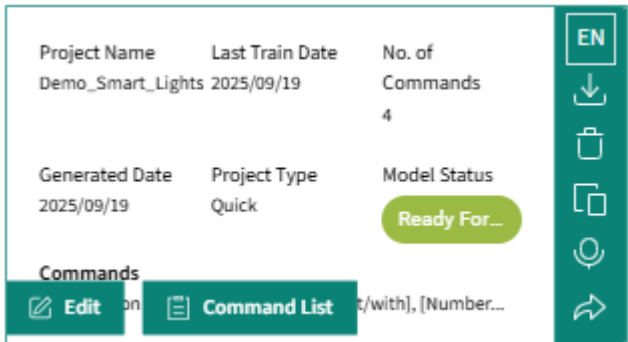 Project Name Last Train Date No. of Commands
Demo_Smart_Lights 2025/09/19 4
Generated Date Project Type Model Status
2025/09/19 Quick Ready For...
Commands
on t/with], [Number...
Edit Command List
EN